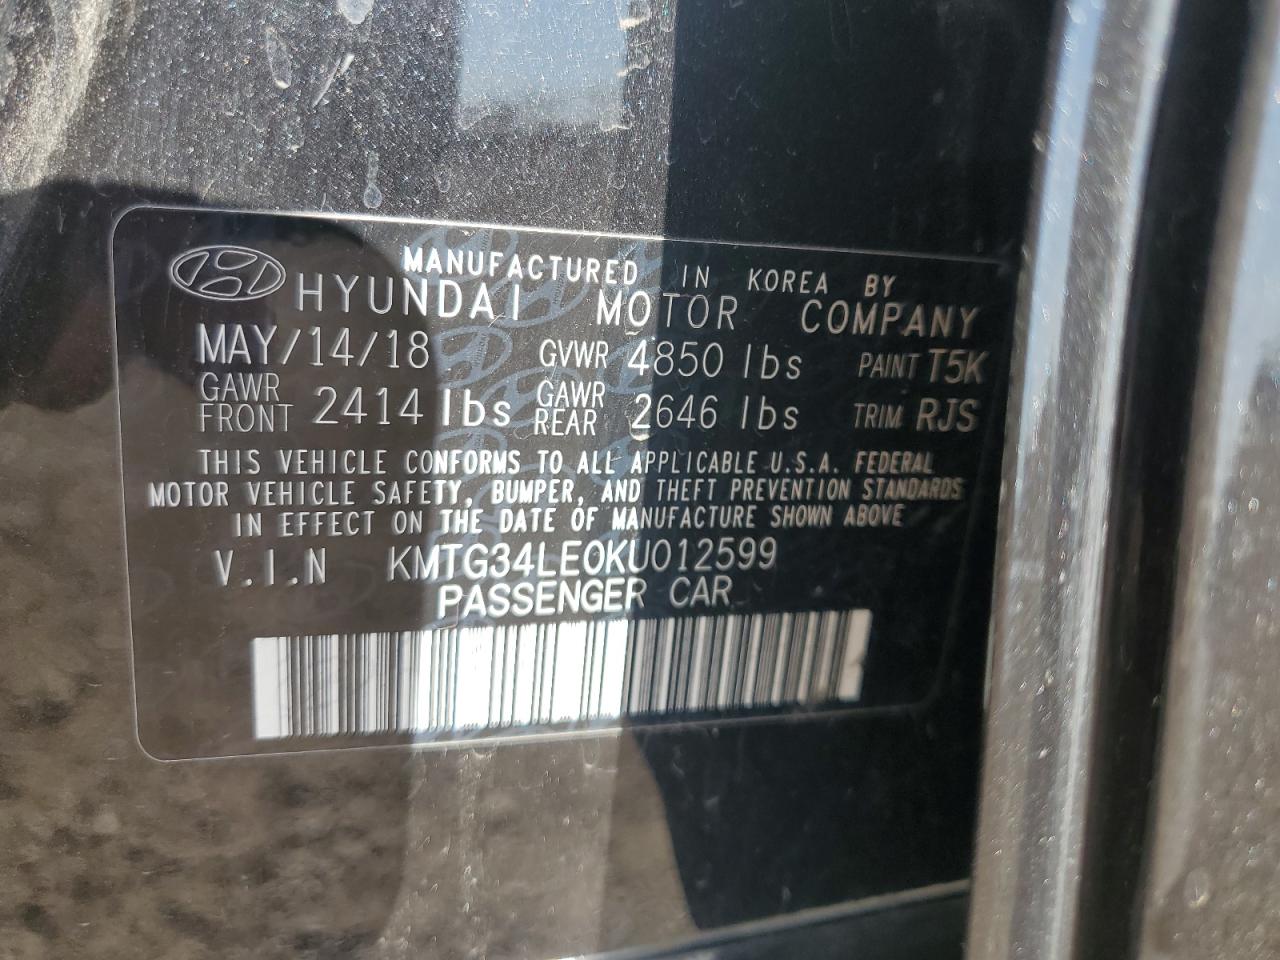 MANUFACTURED IN KOREA BY
HYUNDAI MOTOR COMPANY
MAY/14/18 GVWR 4850 lbs PAINT T5K
GAWR FRONT 2414 lbs GAWR REAR 2646 lbs TRIM RJS
THIS VEHICLE CONFORMS TO ALL APPLICABLE U.S.A. FEDERAL
MOTOR VEHICLE SAFETY, BUMPER, AND THEFT PREVENTION STANDARDS
IN EFFECT ON THE DATE OF MANUFACTURE SHOWN ABOVE
V.I.N KMTG34LE0KU012599
PASSENGER CAR